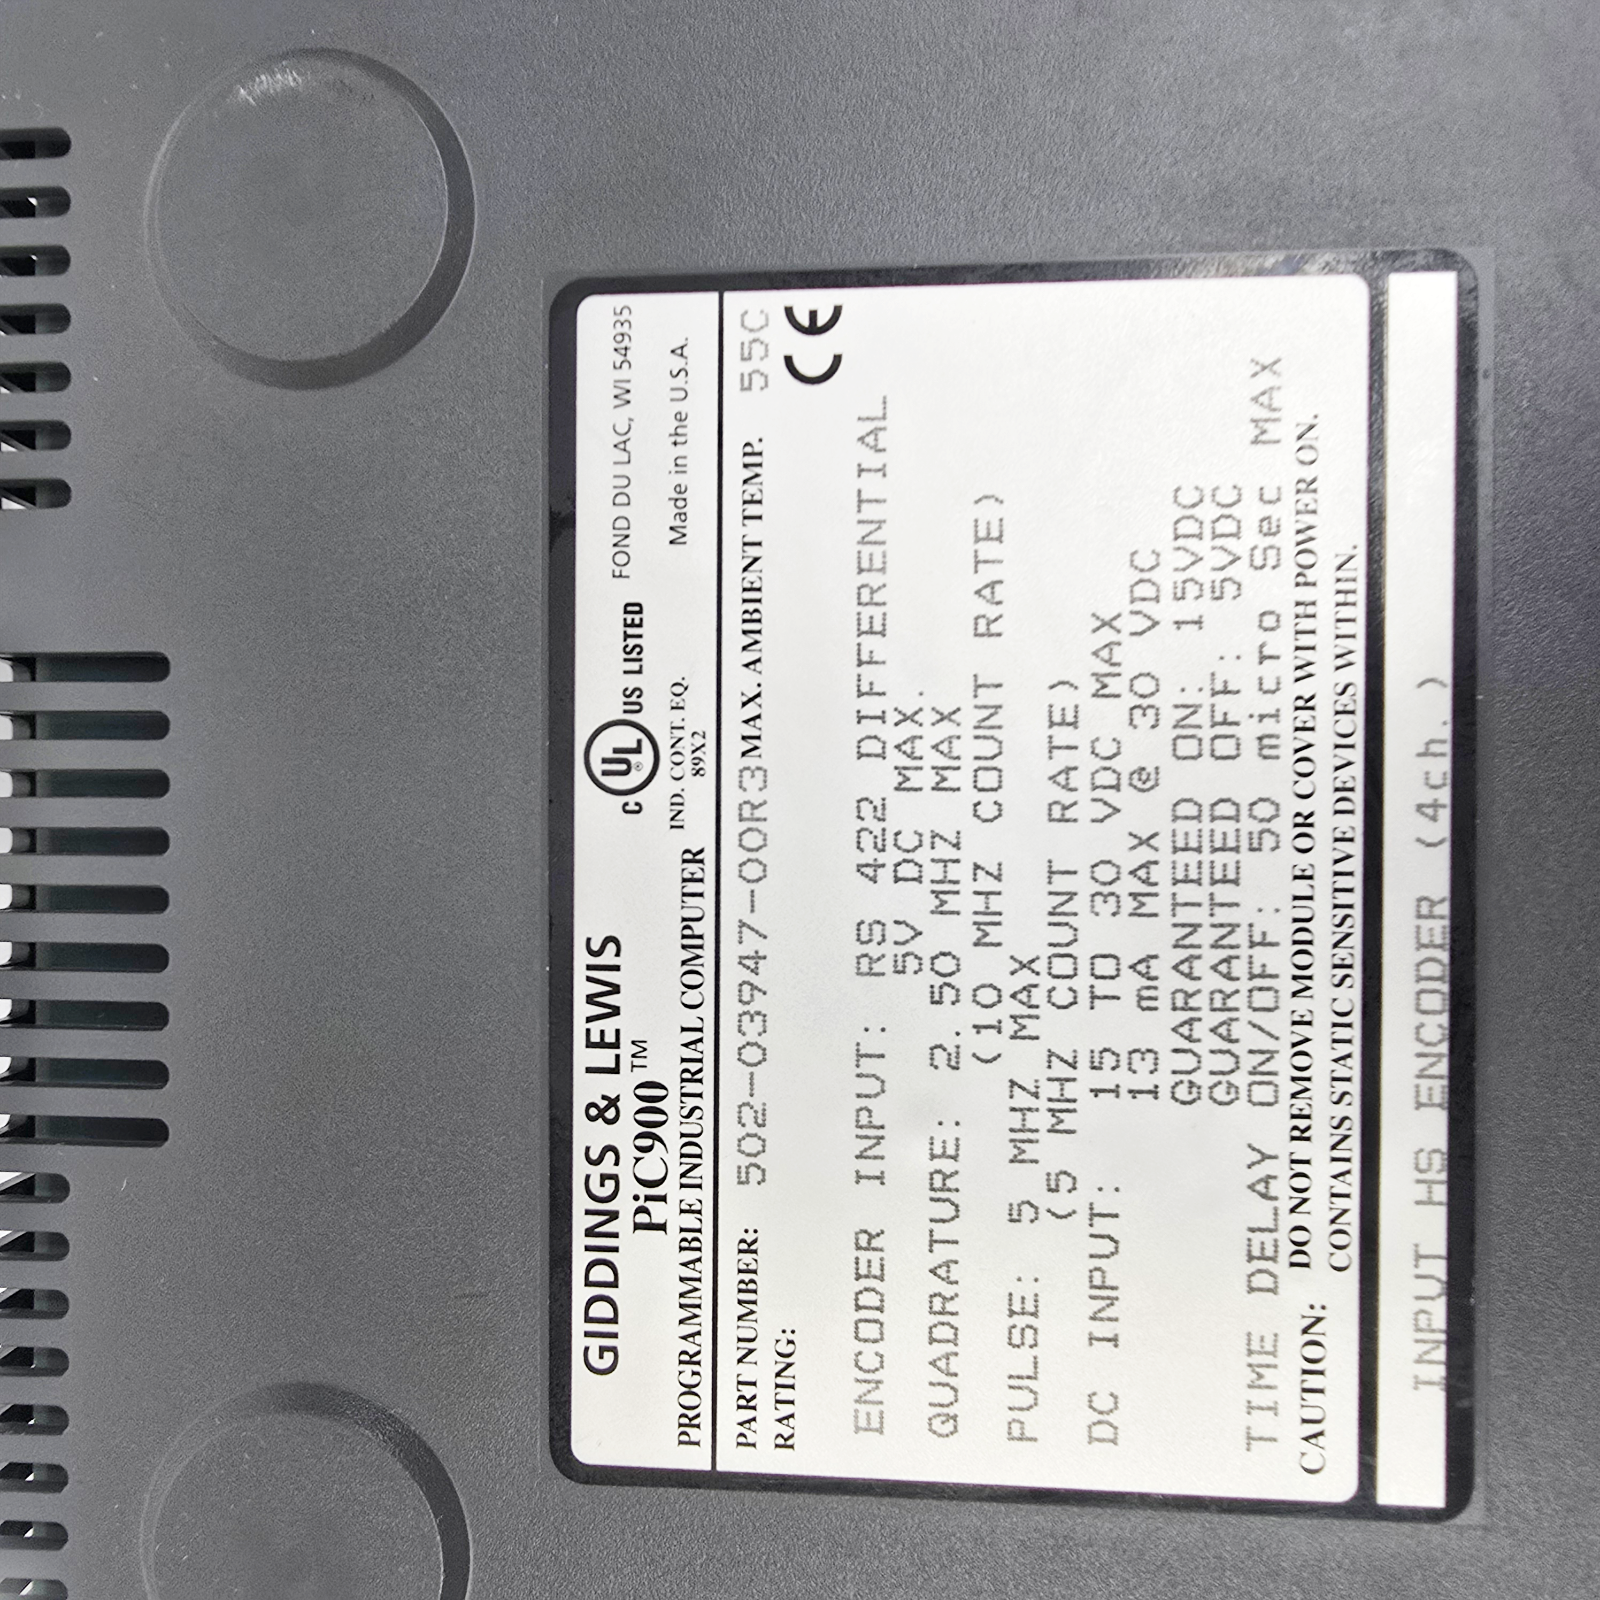 GIDDINGS & LEWIS
PiC900™
PROGRAMMABLE INDUSTRIAL COMPUTER
C UL® US LISTED
IND. CONT. EQ.
89X2
FOND DU LAC, WI 54935
Made in the U.S.A.
PART NUMBER: 502-03947-00R3 MAX. AMBIENT TEMP. 55C
RATING:
CE
ENCODER INPUT: RS 422 DIFFERENTIAL
5V DC MAX.
QUADRATURE: 2.50 MHZ MAX.
(10 MHZ COUNT RATE)
PULSE: 5 MHZ MAX
(5 MHZ COUNT RATE)
DC INPUT: 15 TO 30 VDC MAX
13 mA MAX @ 30 VDC
GUARANTEED ON: 15VDC
GUARANTEED OFF: 5VDC
TIME DELAY ON/OFF: 50 micro Sec MAX
CAUTION: DO NOT REMOVE MODULE OR COVER WITH POWER ON.
CONTAINS STATIC SENSITIVE DEVICES WITHIN.
INPUT HS ENCODER (4ch.)